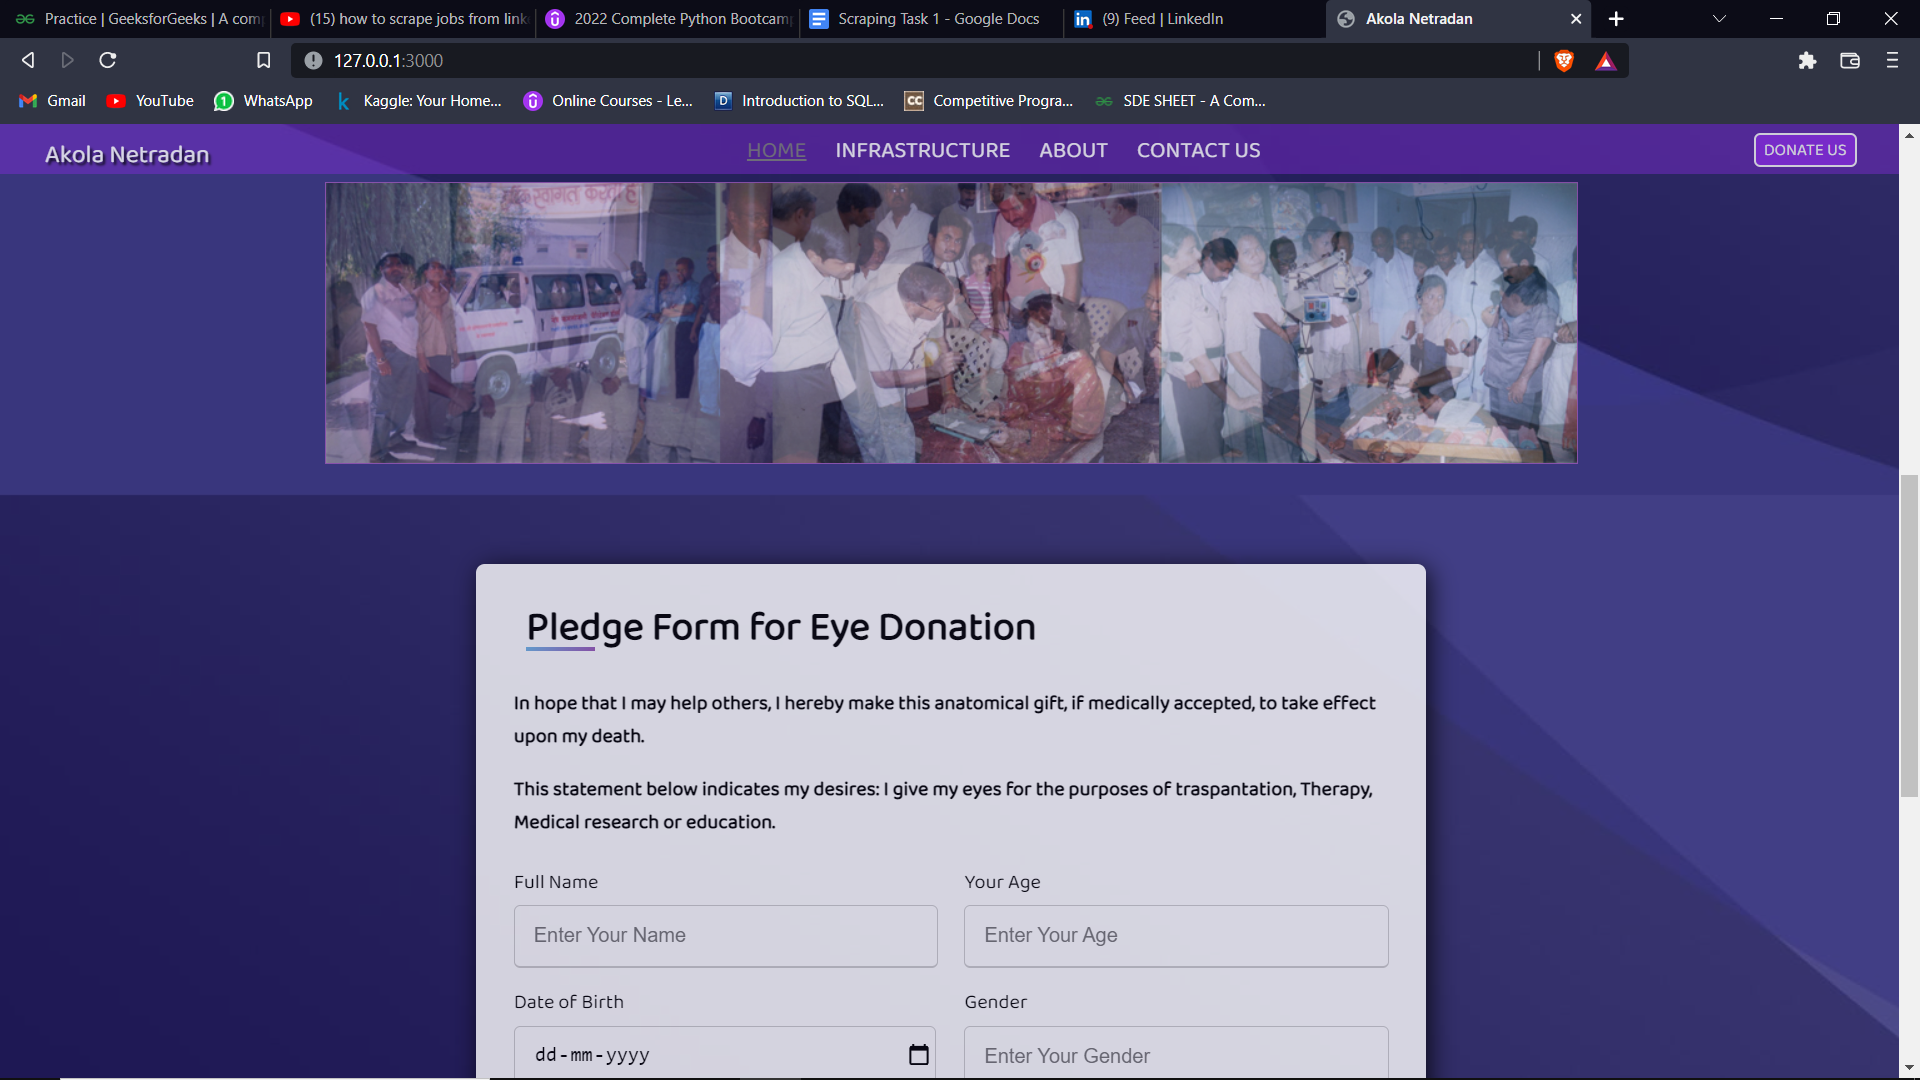 Practice | GeeksforGeeks | A com
(15) how to scrape jobs from link
2022 Complete Python Bootcamp
Scraping Task 1 - Google Docs
(9) Feed | LinkedIn
Akola Netradan
127.0.0.1:3000
Gmail
YouTube
WhatsApp
Kaggle: Your Home...
Online Courses - Le...
Introduction to SQL...
Competitive Progra...
SDE SHEET - A Com...
Akola Netradan
HOME
INFRASTRUCTURE
ABOUT
CONTACT US
DONATE US
Pledge Form for Eye Donation
In hope that I may help others, I hereby make this anatomical gift, if medically accepted, to take effect
upon my death.
This statement below indicates my desires: I give my eyes for the purposes of traspantation, Therapy,
Medical research or education.
Full Name
Your Age
Enter Your Name
Enter Your Age
Date of Birth
Gender
dd-mm-yyyy
Enter Your Gender